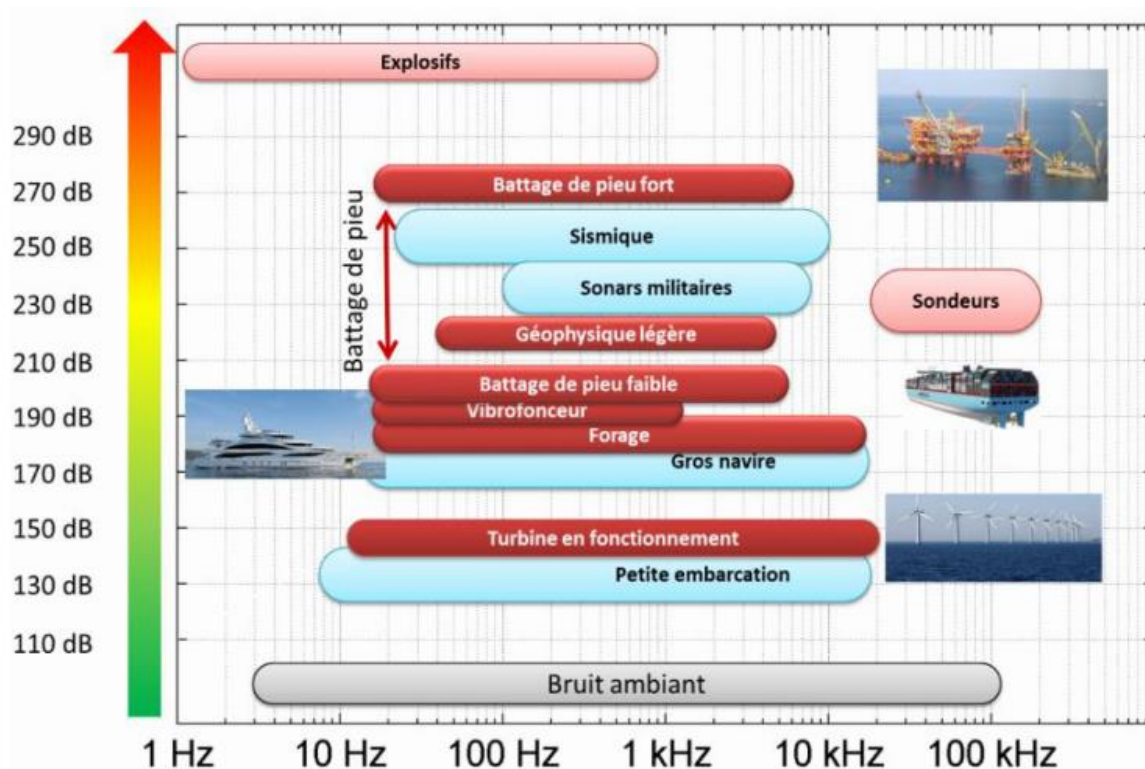 Explosifs
290 dB
270 dB
250 dB
230 dB
210 dB
190 dB
170 dB
150 dB
130 dB
110 dB
Battage de pieu
Battage de pieu fort
Sismique
Sonars militaires
Sondeurs
Géophysique légère
Battage de pieu faible
Vibrofonceur
Forage
Gros navire
Turbine en fonctionnement
Petite embarcation
Bruit ambiant
1 Hz 10 Hz 100 Hz 1 kHz 10 kHz 100 kHz